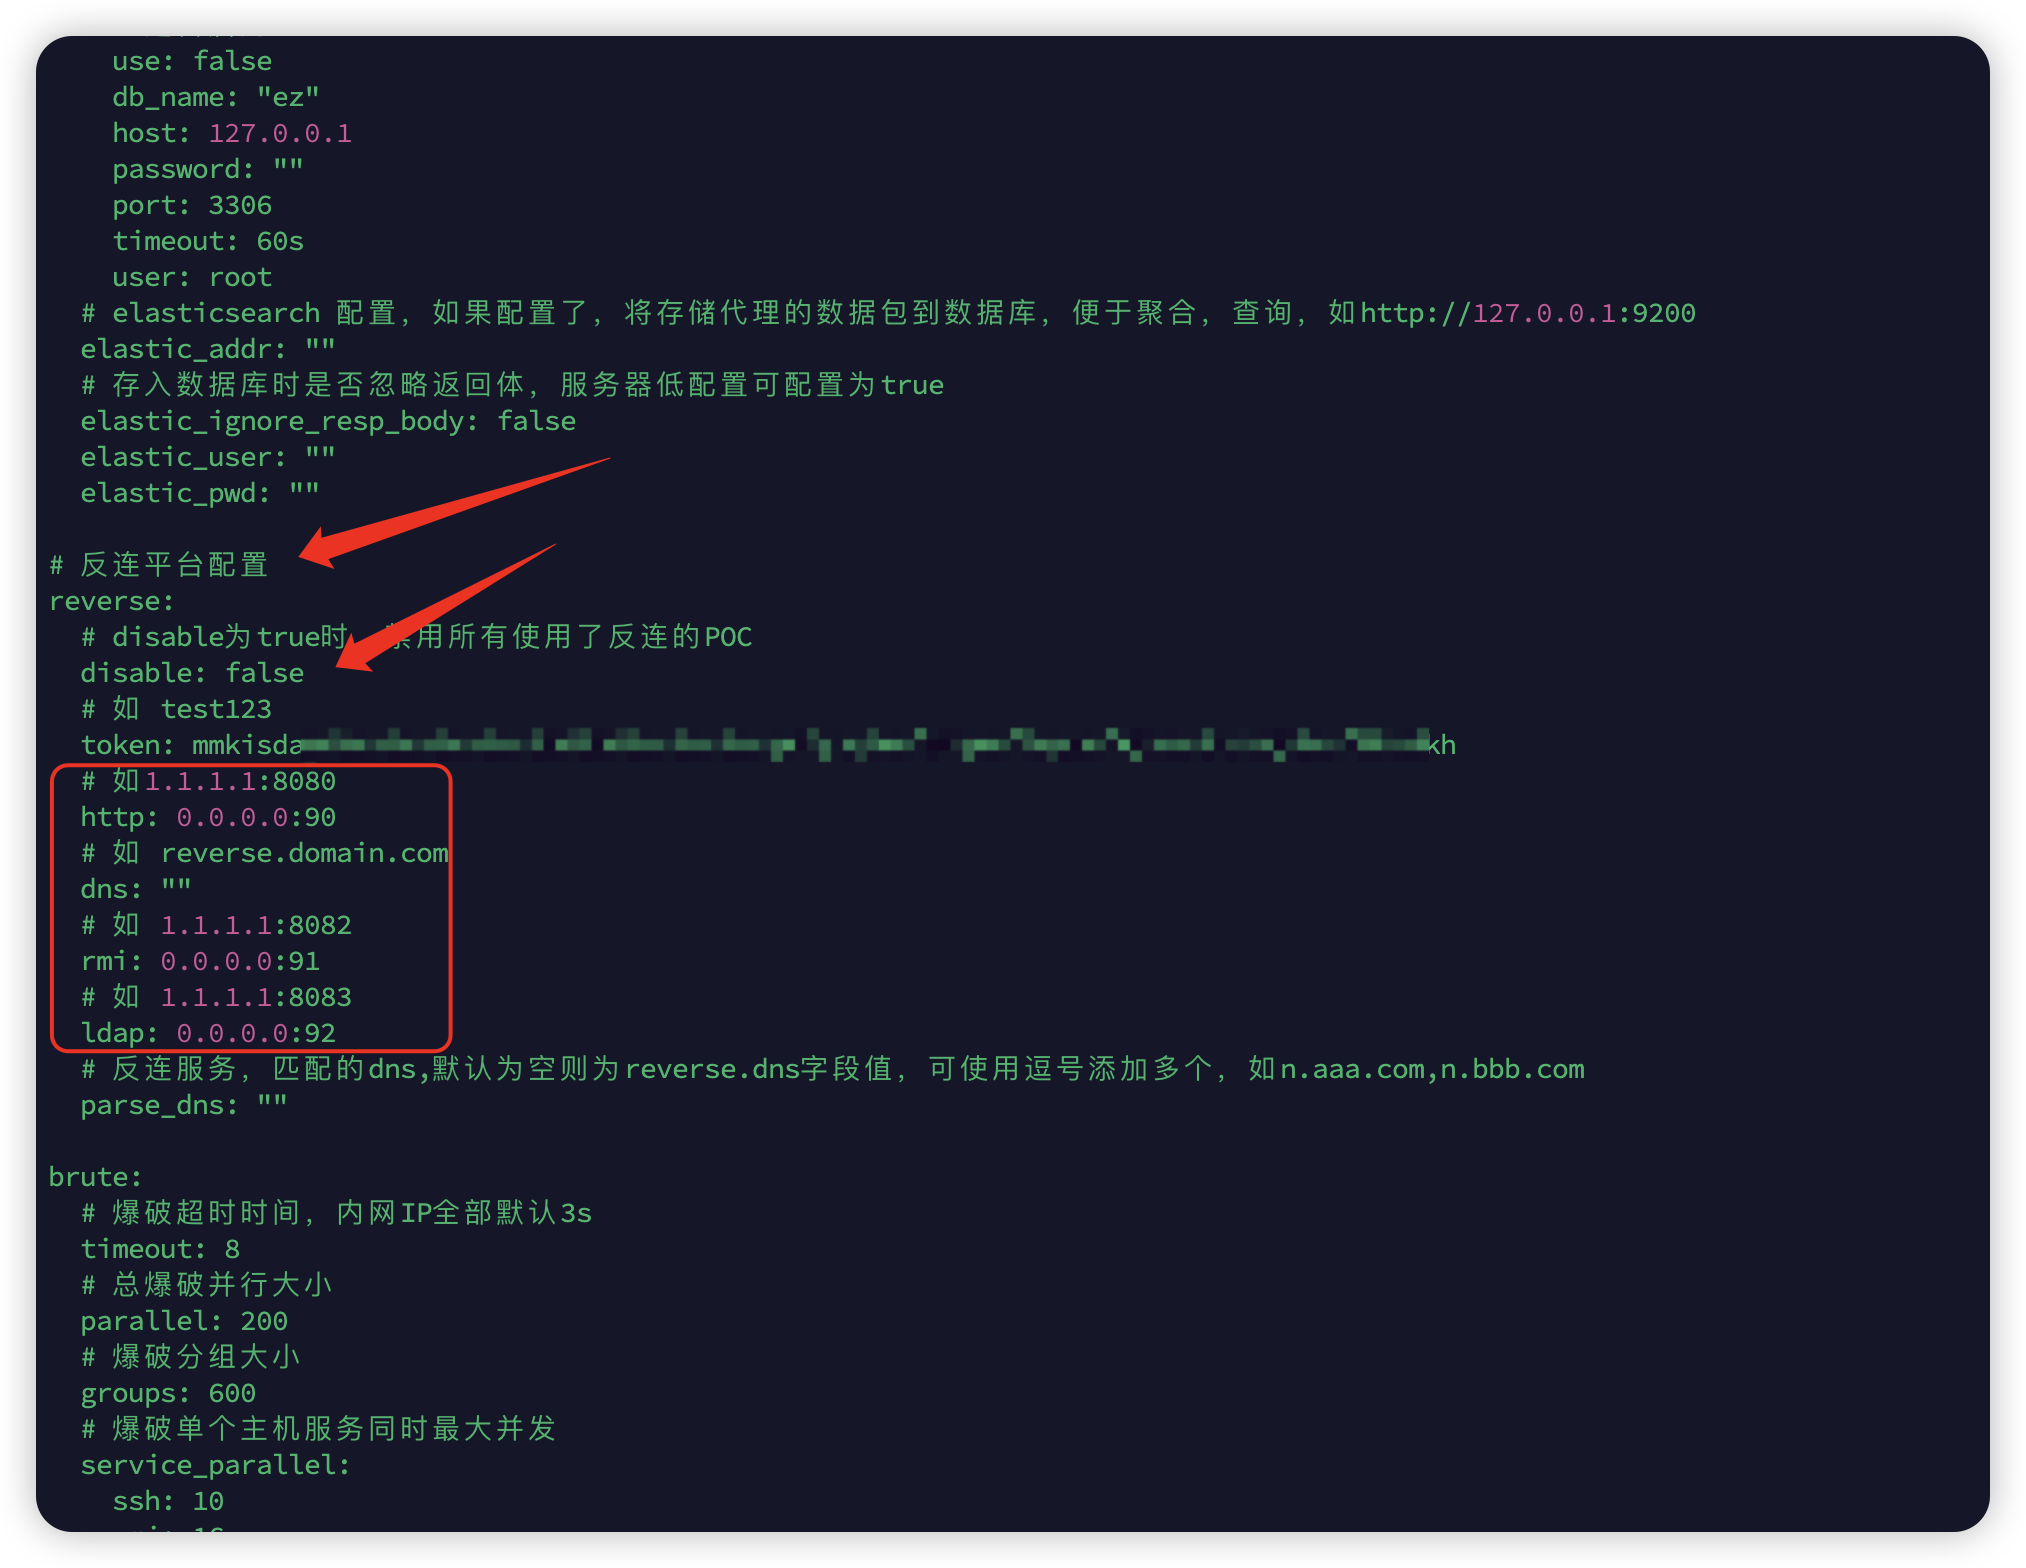 use: false
db_name: "ez"
host: 127.0.0.1
password: ""
port: 3306
timeout: 60s
user: root
# elasticsearch 配置，如果配置了，将存储代理的数据包到数据库，便于聚合，查询，如http://127.0.0.1:9200
elastic_addr: ""
# 存入数据库时是否忽略返回体，服务器低配置可配置为true
elastic_ignore_resp_body: false
elastic_user: ""
elastic_pwd: ""
# 反连平台配置
reverse:
# disable为true时 禁用所有使用了反连的POC
disable: false
# 如 test123
token: mmkisda kh
# 如1.1.1.1:8080
http: 0.0.0.0:90
# 如 reverse.domain.com
dns: ""
# 如 1.1.1.1:8082
rmi: 0.0.0.0:91
# 如 1.1.1.1:8083
ldap: 0.0.0.0:92
# 反连服务，匹配的dns,默认为空则为reverse.dns字段值，可使用逗号添加多个，如n.aaa.com,n.bbb.com
parse_dns: ""
brute:
# 爆破超时时间，内网IP全部默认3s
timeout: 8
# 总爆破并行大小
parallel: 200
# 爆破分组大小
groups: 600
# 爆破单个主机服务同时最大并发
service_parallel:
ssh: 10